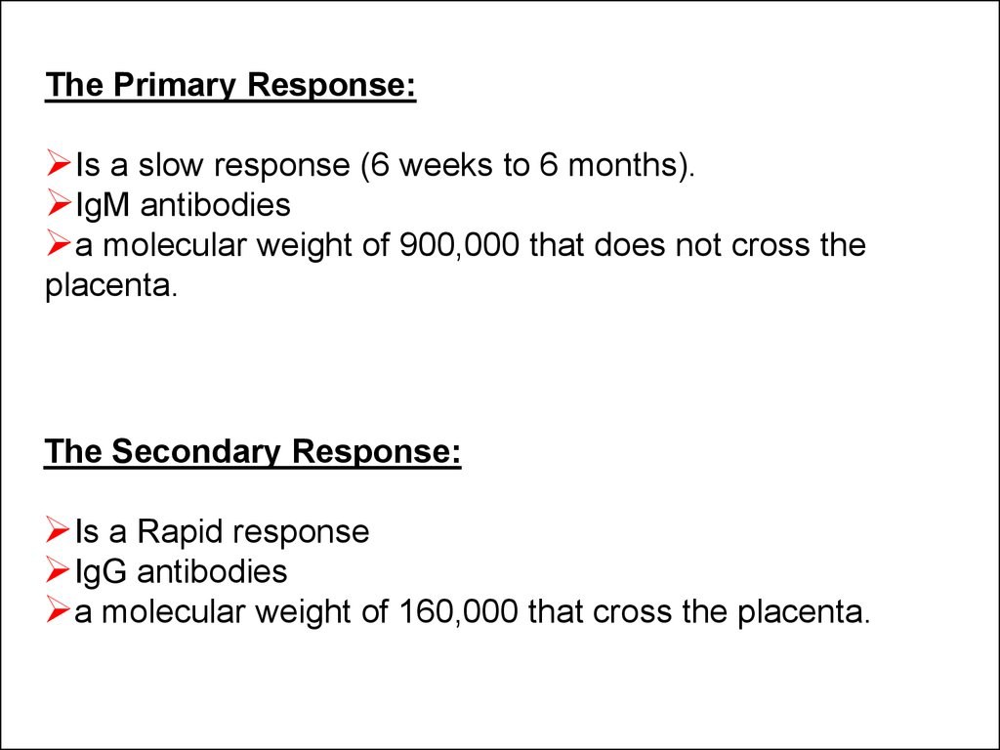 The Primary Response:
➢Is a slow response (6 weeks to 6 months).
➢IgM antibodies
➢a molecular weight of 900,000 that does not cross the
placenta.
The Secondary Response:
➢Is a Rapid response
➢IgG antibodies
➢a molecular weight of 160,000 that cross the placenta.